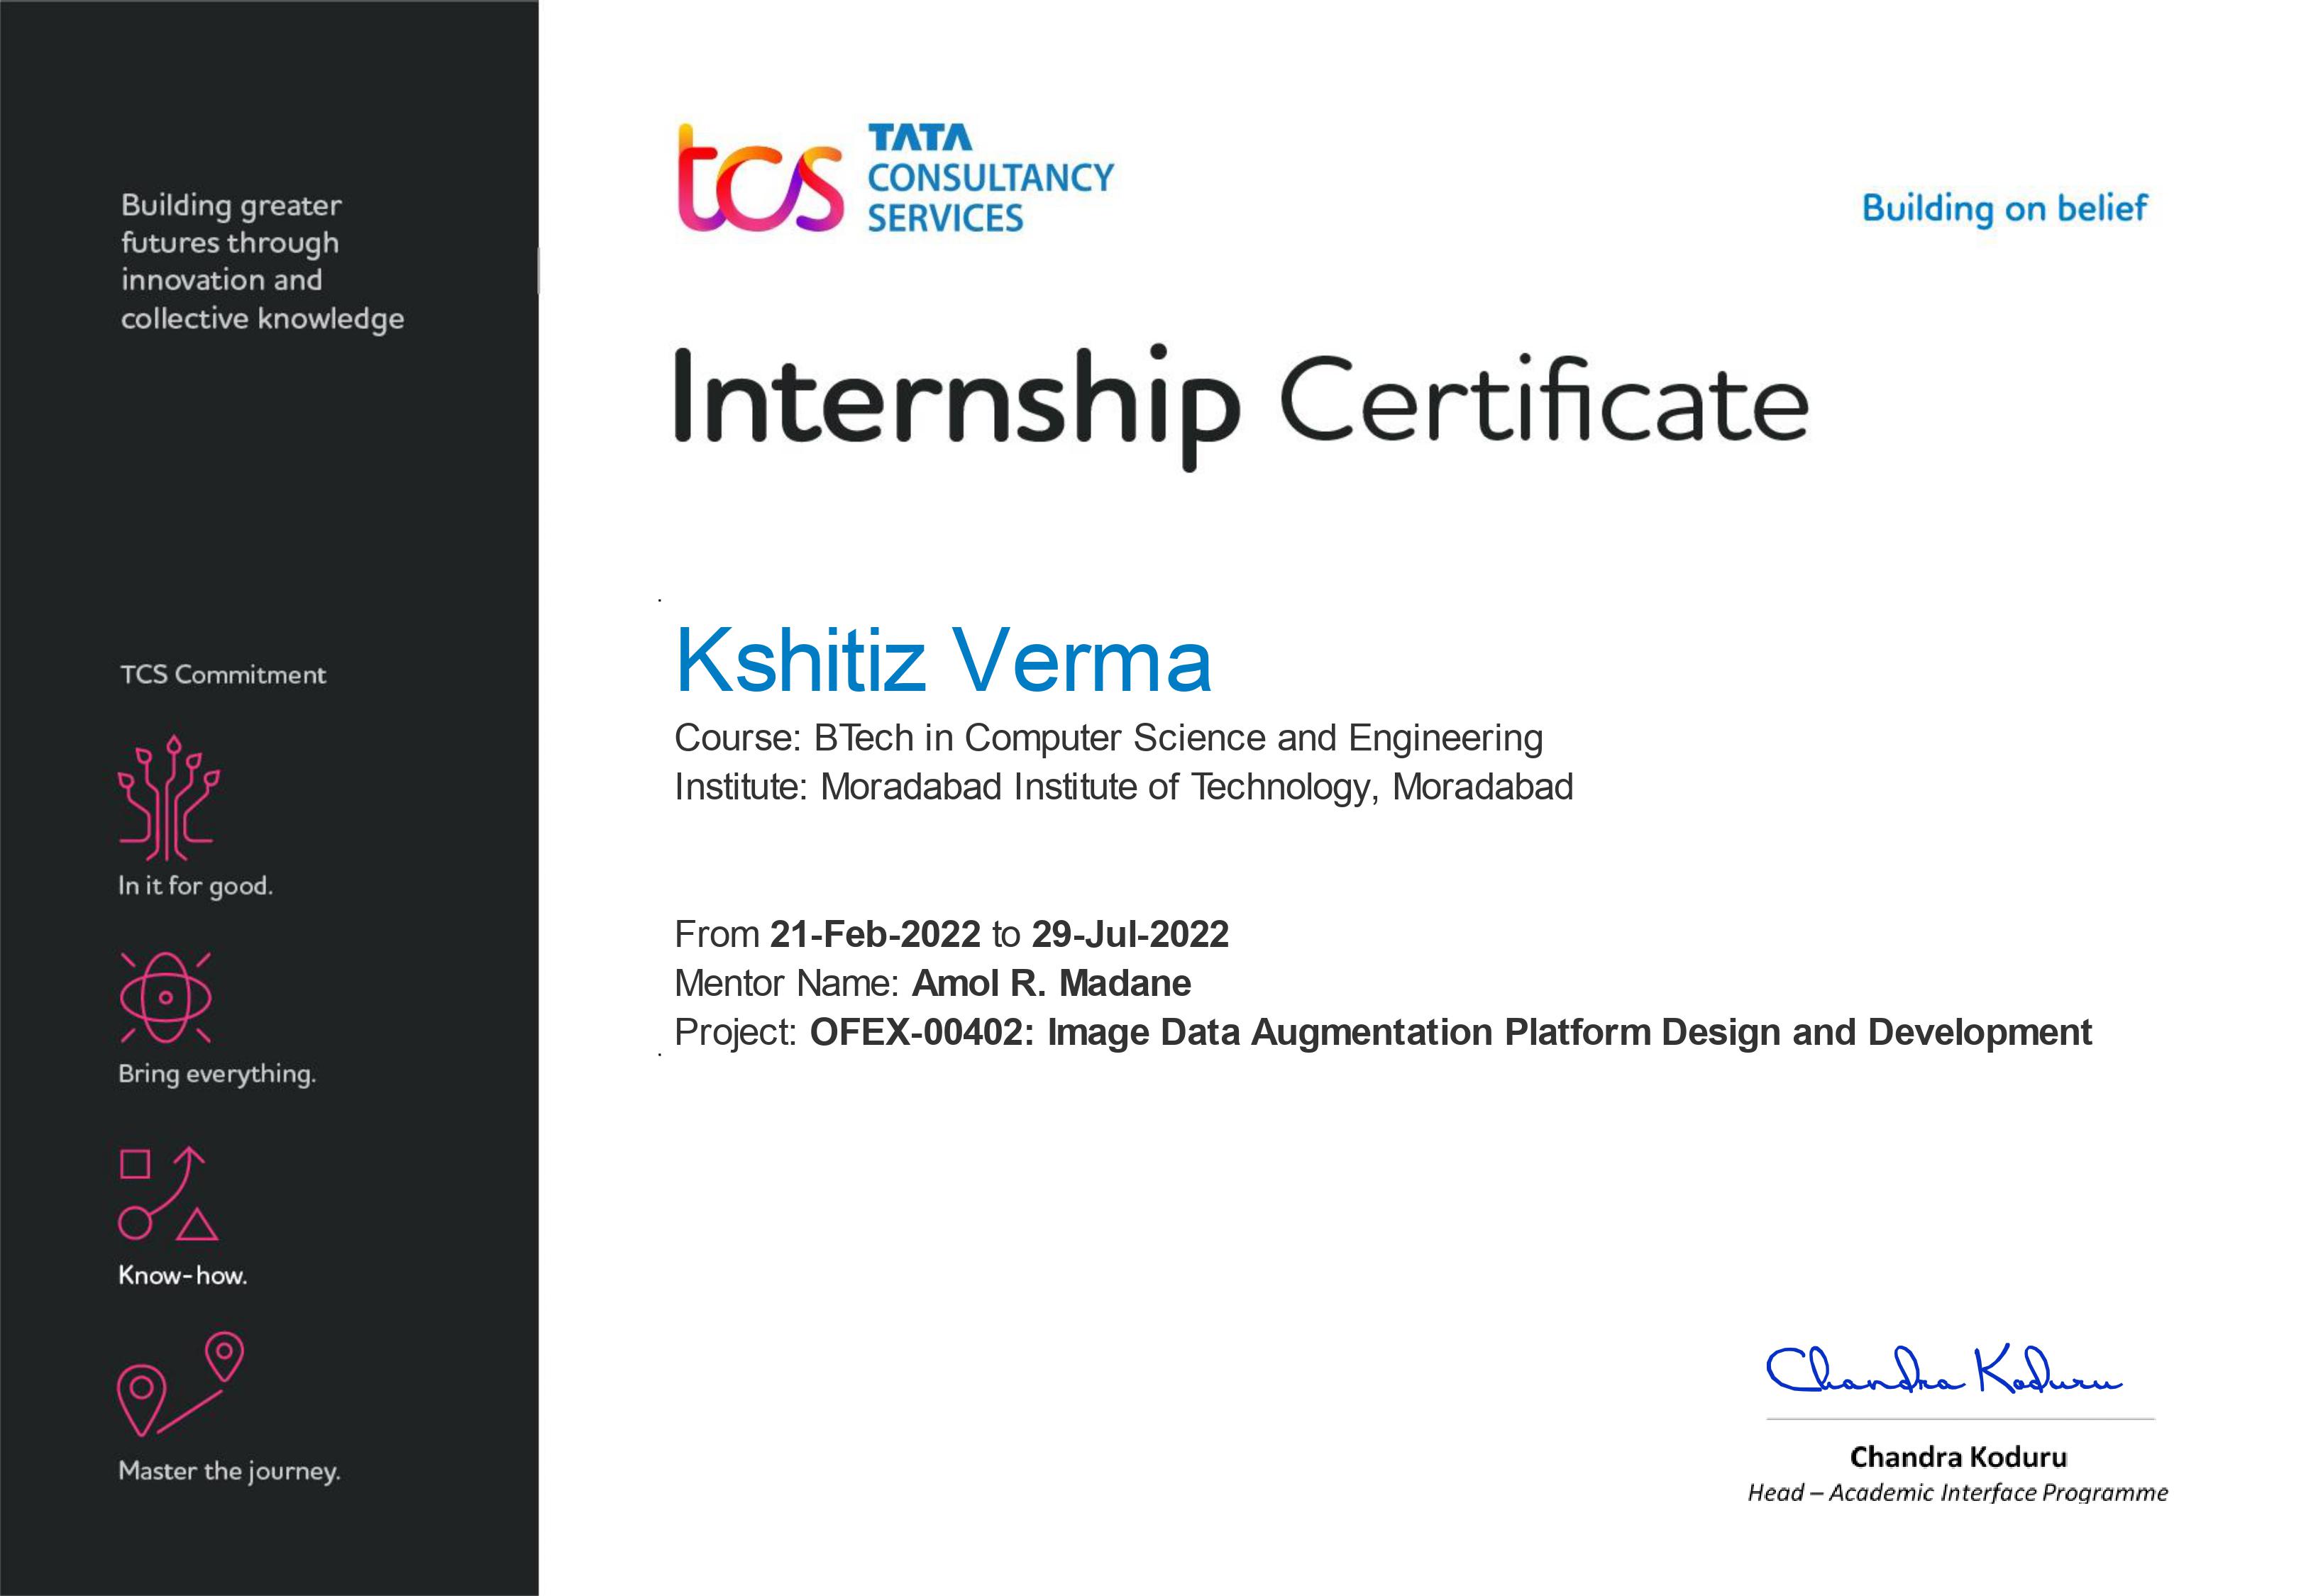 Building greater
futures through
innovation and
collective knowledge
TCS Commitment
In it for good.
Bring everything.
Know-how.
Master the journey.
tcs
TATA
CONSULTANCY
SERVICES
Building on belief
Internship Certificate
Kshitiz Verma
Course: BTech in Computer Science and Engineering
Institute: Moradabad Institute of Technology, Moradabad
From 21-Feb-2022 to 29-Jul-2022
Mentor Name: Amol R. Madane
Project: OFEX-00402: Image Data Augmentation Platform Design and Development
Chandra Koduru
Chandra Koduru
Head – Academic Interface Programme